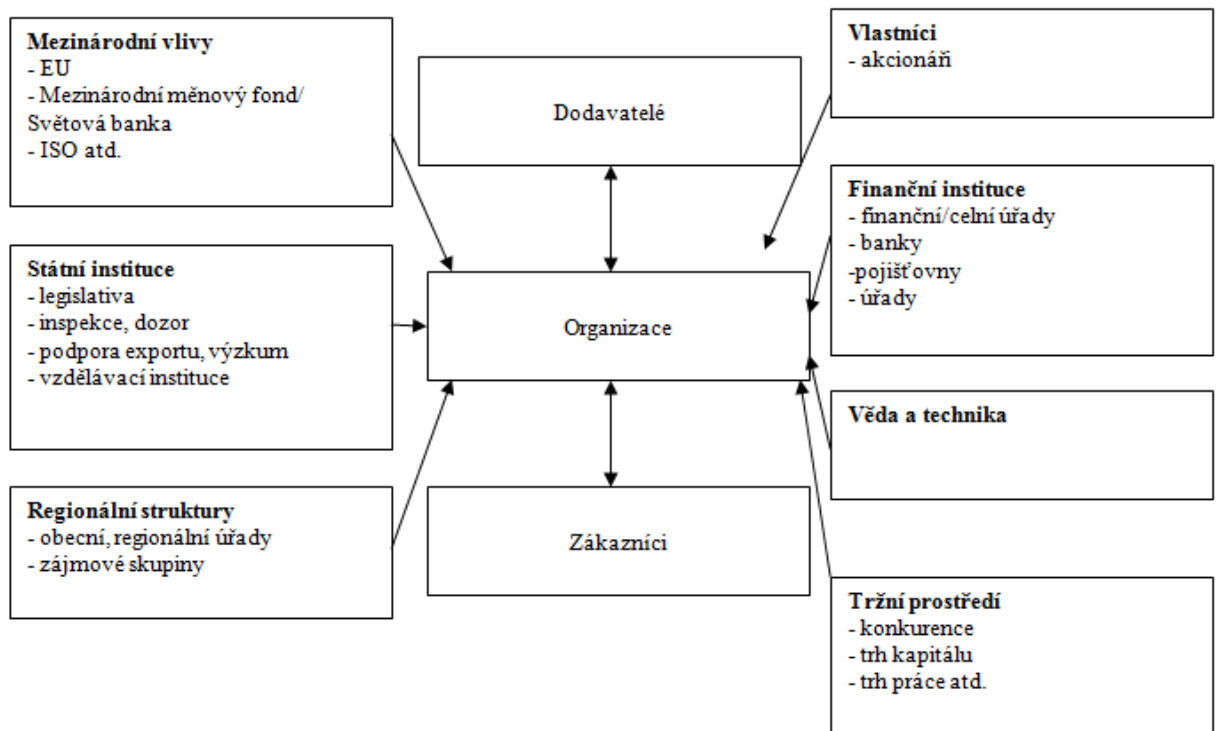 Mezinárodní vlivy
- EU
- Mezinárodní měnový fond/
Světová banka
- ISO atd.
Dodavatelé
Vlastníci
- akcionáři
Státní instituce
- legislativa
- inspekce, dozor
- podpora exportu, výzkum
- vzdělávací instituce
Organizace
Finanční instituce
- finanční/celní úřady
- banky
-pojišťovny
- úřady
Věda a technika
Regionální struktury
- obecní, regionální úřady
- zájmové skupiny
Zákazníci
Tržní prostředí
- konkurence
- trh kapitálu
- trh práce atd.